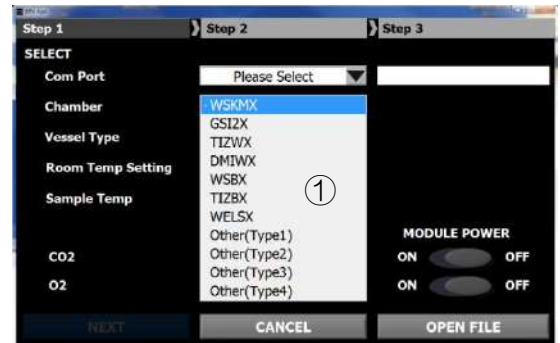 Step 1
Step 2
Step 3
SELECT
Com Port
Please Select
Chamber
Vessel Type
Room Temp Setting
Sample Temp
WSKMX
GSI2X
TIZWX
DMIWX
WSBX
TIZBX
WELSX
Other(Type1)
Other(Type2)
Other(Type3)
Other(Type4)
①
MODULE POWER
CO2
ON OFF
O2
ON OFF
NEXT
CANCEL
OPEN FILE